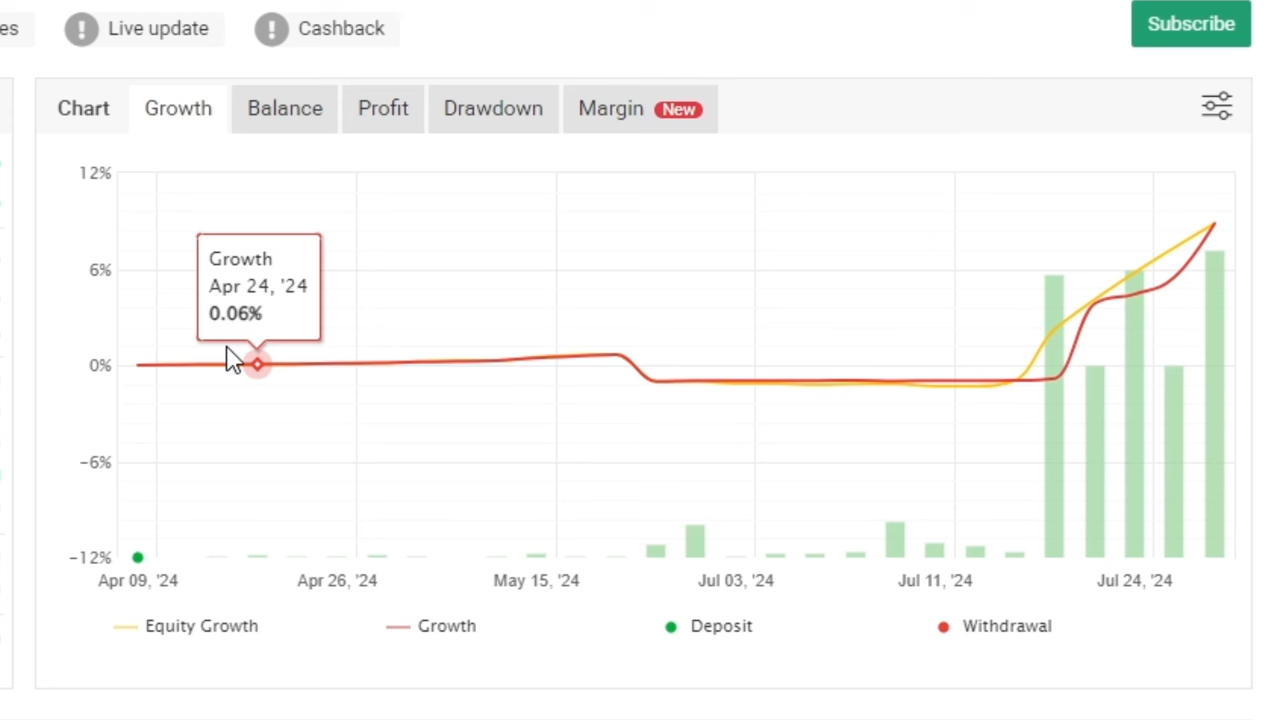 es
Live update
Cashback
Subscribe
Chart
Growth
Balance
Profit
Drawdown
Margin New
12%
6%
0%
-6%
-12%
Growth
Apr 24, '24
0.06%
Apr 09, '24
Apr 26, '24
May 15, '24
Jul 03, '24
Jul 11, '24
Jul 24, '24
Equity Growth
Growth
Deposit
Withdrawal